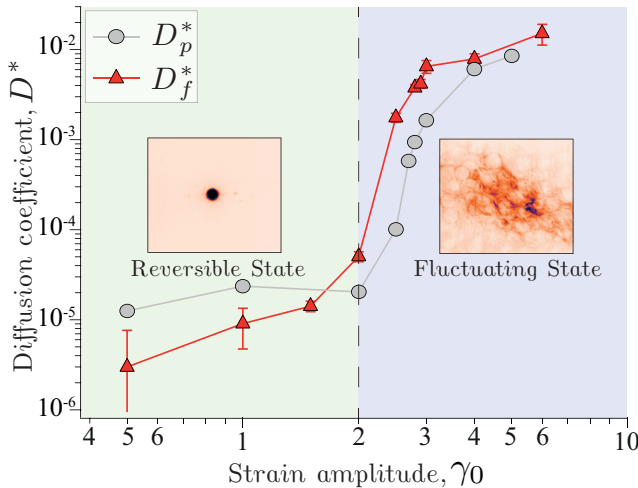 D*p
D*f
Diffusion coefficient, D*
10-2
10-3
10-4
10-5
10-6
Reversible State
Fluctuating State
4 5 6 1 2 3 4 5 6 10
Strain amplitude, γ0